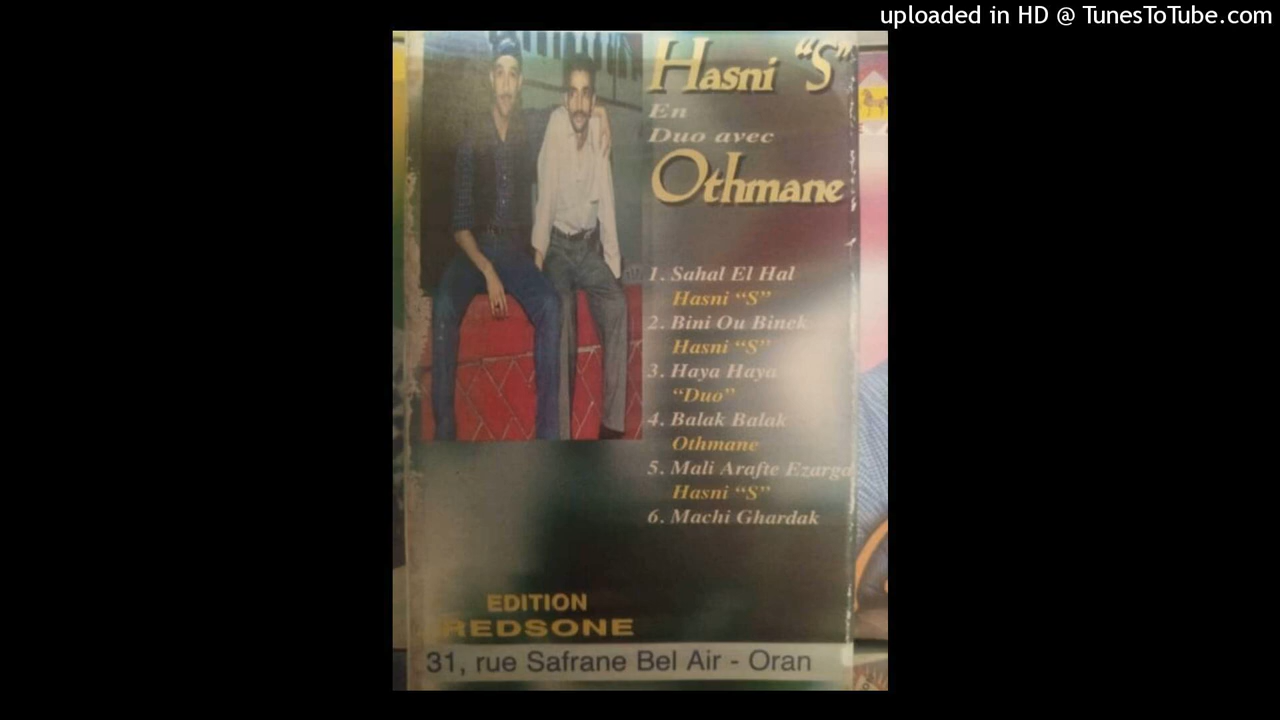 uploaded in HD @ TunesToTube.com
Hasni "S"
En
Duo avec
Othmane
1. Sahal El Hal
Hasni "S"
2. Bini Ou Binek
Hasni "S"
3. Haya Haya
"Duo"
4. Balak Balak
Othmane
5. Mali Arafte Ezarga
Hasni "S"
6. Machi Ghardak
EDITION
REDSONE
31, rue Safrane Bel Air - Oran